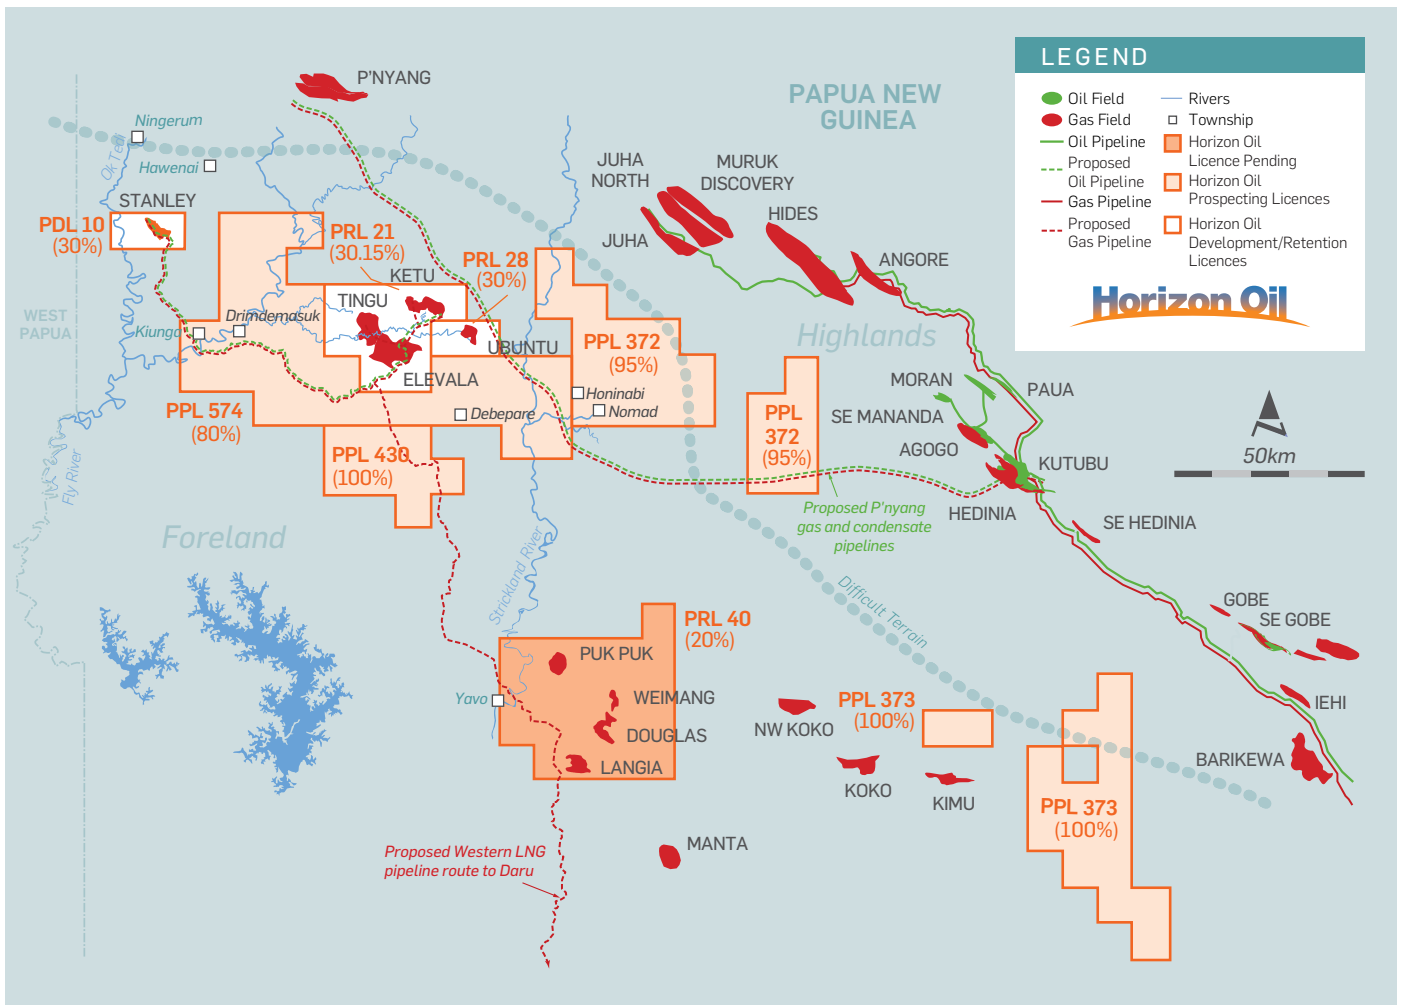 P'NYANG
PAPUA NEW
GUINEA
LEGEND
Oil Field
Gas Field
Oil Pipeline
Proposed
Oil Pipeline
Gas Pipeline
Proposed
Gas Pipeline
Rivers
Township
Horizon Oil
Licence Pending
Horizon Oil
Prospecting Licences
Horizon Oil
Development/Retention
Licences
Horizon Oil
Ningerum
Ok Tedi
Hawenai
STANLEY
PDL 10
(30%)
PRL 21
(30.15%)
KETU
PRL 28
(30%)
TINGU
JUHA
NORTH
MURUK
DISCOVERY
HIDES
JUHA
ANGORE
WEST
PAPUA
Kiunga
Drimdemasuk
UBUNTU
ELEVALA
PPL 372
(95%)
Highlands
PPL 574
(80%)
Debepare
Honinabi
Nomad
PPL
372
(95%)
MORAN
PAUA
SE MANANDA
AGOGO
KUTUBU
HEDINIA
SE HEDINIA
50km
PPL 430
(100%)
Fly River
Foreland
Proposed P'nyang
gas and condensate
pipelines
Strickland River
Difficult Terrain
GOBE
SE GOBE
PRL 40
(20%)
PUK PUK
WEIMANG
DOUGLAS
LANGIA
Yavo
NW KOKO
PPL 373
(100%)
KOKO
KIMU
IEHI
BARIKEWA
PPL 373
(100%)
MANTA
Proposed Western LNG
pipeline route to Daru